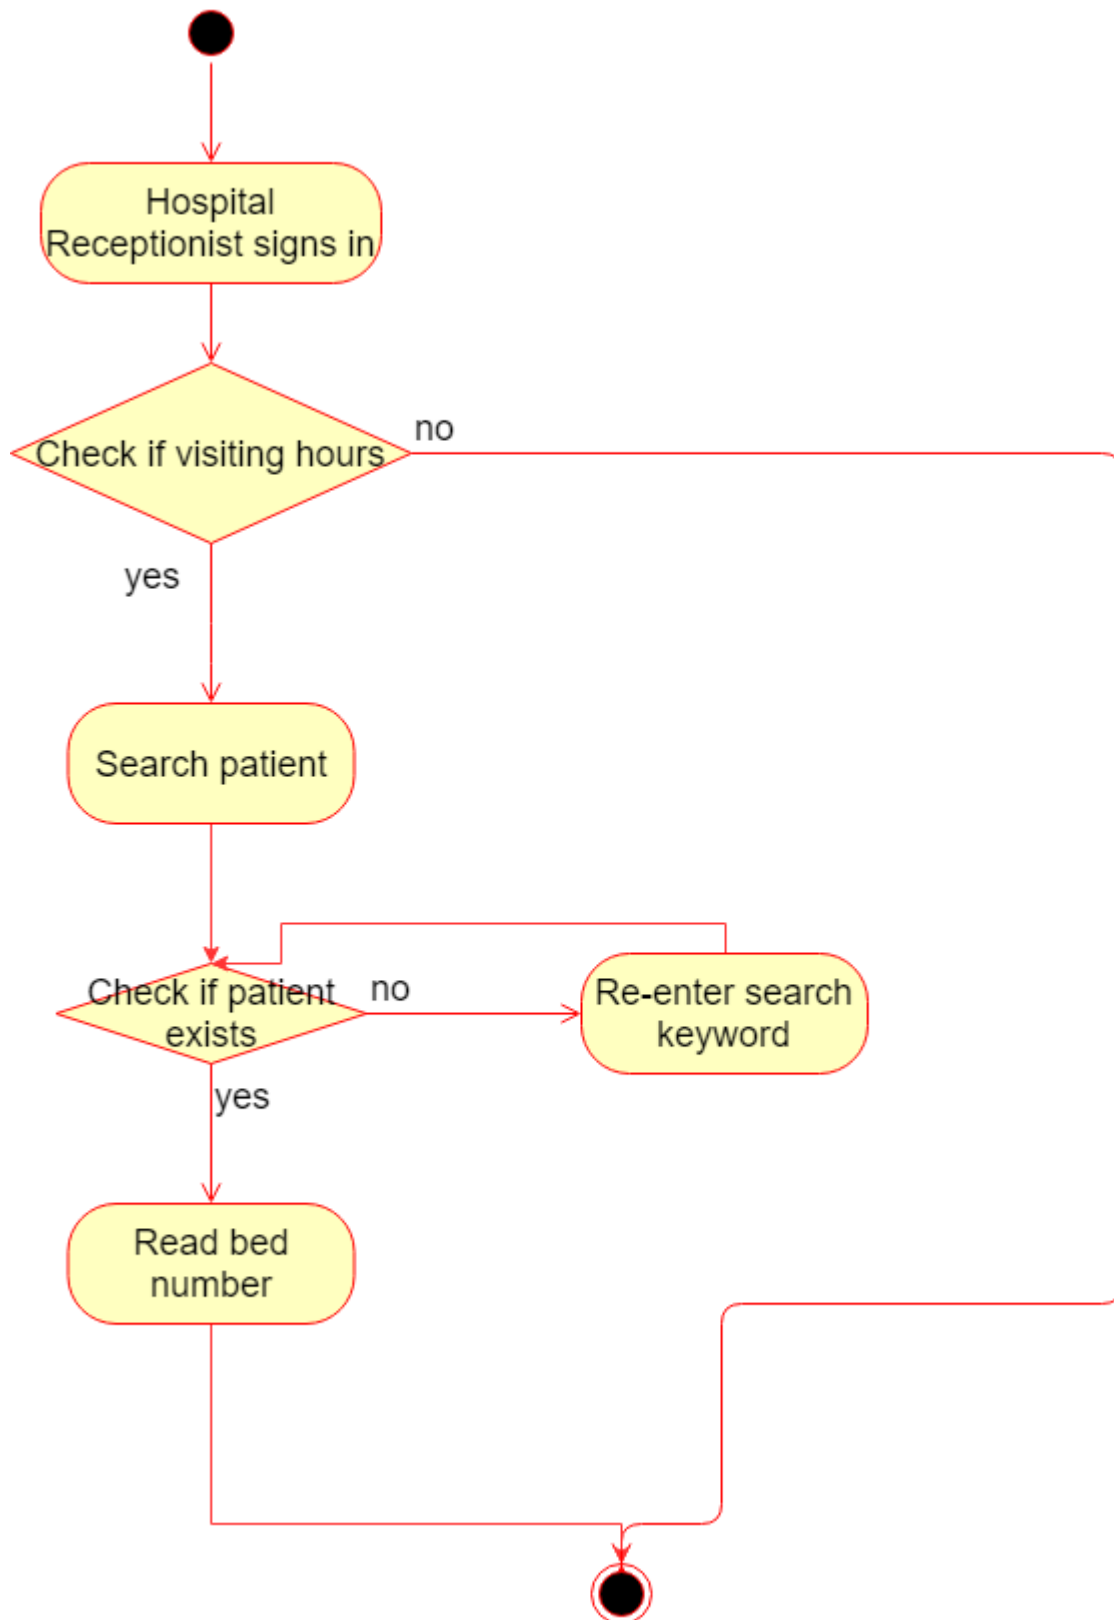 Hospital
Receptionist signs in
Check if visiting hours
no
yes
Search patient
Check if patient
exists
no
Re-enter search
keyword
yes
Read bed
number